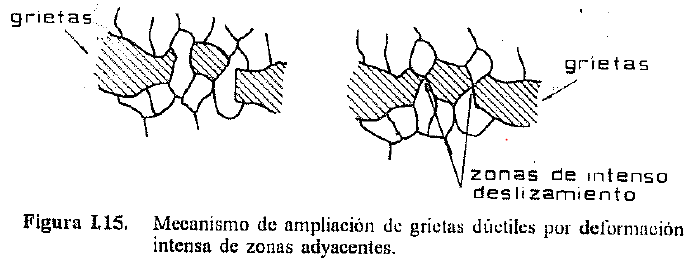 grietas
grietas
zonas de intenso
deslizamiento
Figura I.15. Mecanismo de ampliación de grietas dúctiles por deformación
intensa de zonas adyacentes.